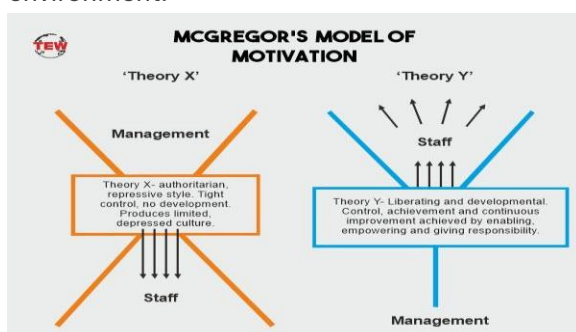 environment.
TEW
MCGREGOR'S MODEL OF
MOTIVATION
'Theory X'
Management
Theory X- authoritarian,
repressive style. Tight
control, no development.
Produces limited,
depressed culture.
Staff
'Theory Y'
Staff
Theory Y- Liberating and developmental.
Control, achievement and continuous
improvement achieved by enabling,
empowering and giving responsibility.
Management